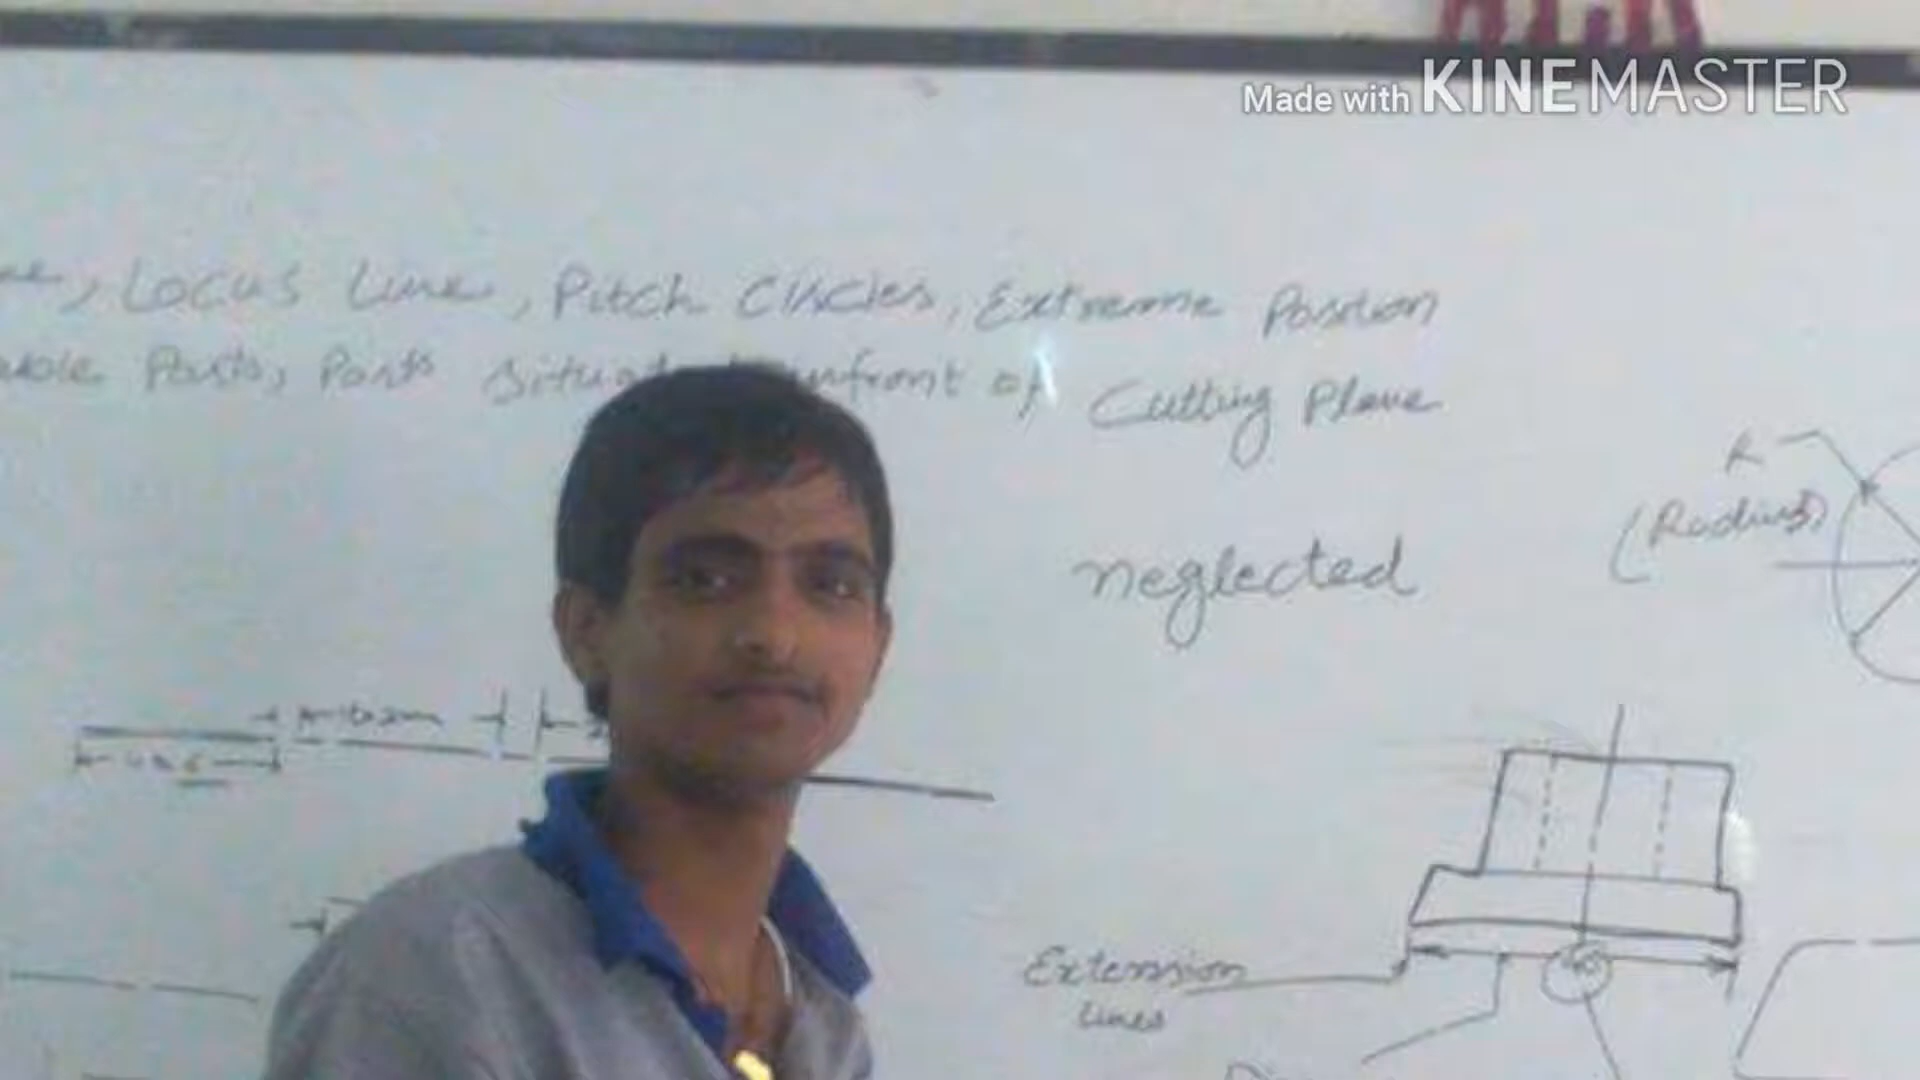 Made with KINEMASTER
, Locus Line, Pitch Circles, Extreme Position
Parts, Parts infront of Cutting Plane
R
(Radius)
neglected
Extension
Lines